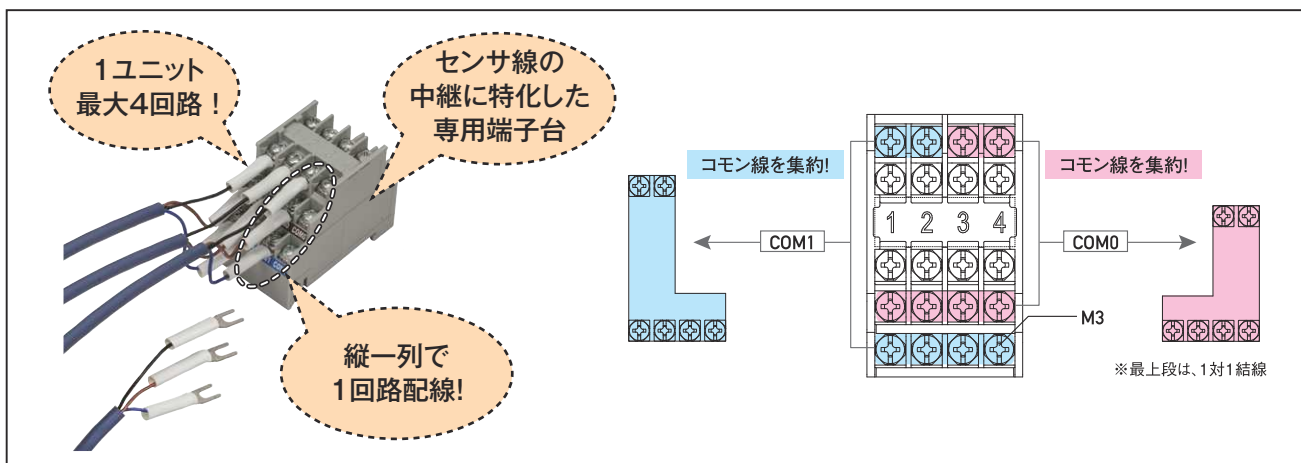 1ユニット
最大4回路！
センサ線の
中継に特化した
専用端子台
縦一列で
1回路配線!
コモン線を集約!
コモン線を集約!
1 2 3 4
COM1
COM0
M3
※最上段は、1対1結線